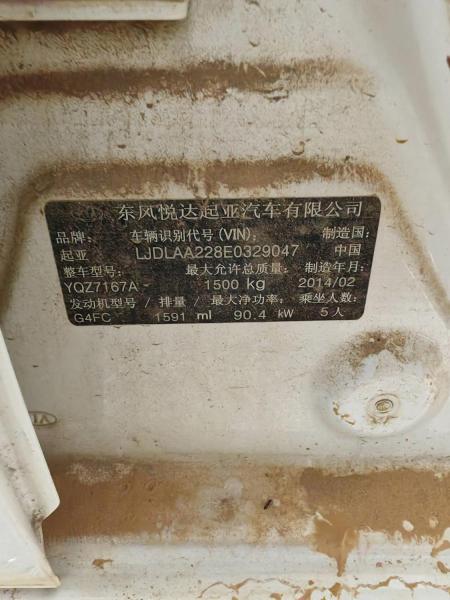 东风悦达起亚汽车有限公司
品牌: 车辆识别代号(VIN): 制造国:
起亚 LJDLAA228E0329047 中国
整车型号: 最大允许总质量: 制造年月:
YQZ7167A 1500 kg 2014/02
发动机型号/排量/最大净功率: 乘坐人数:
G4FC 1591 ml 90.4 kW 5人